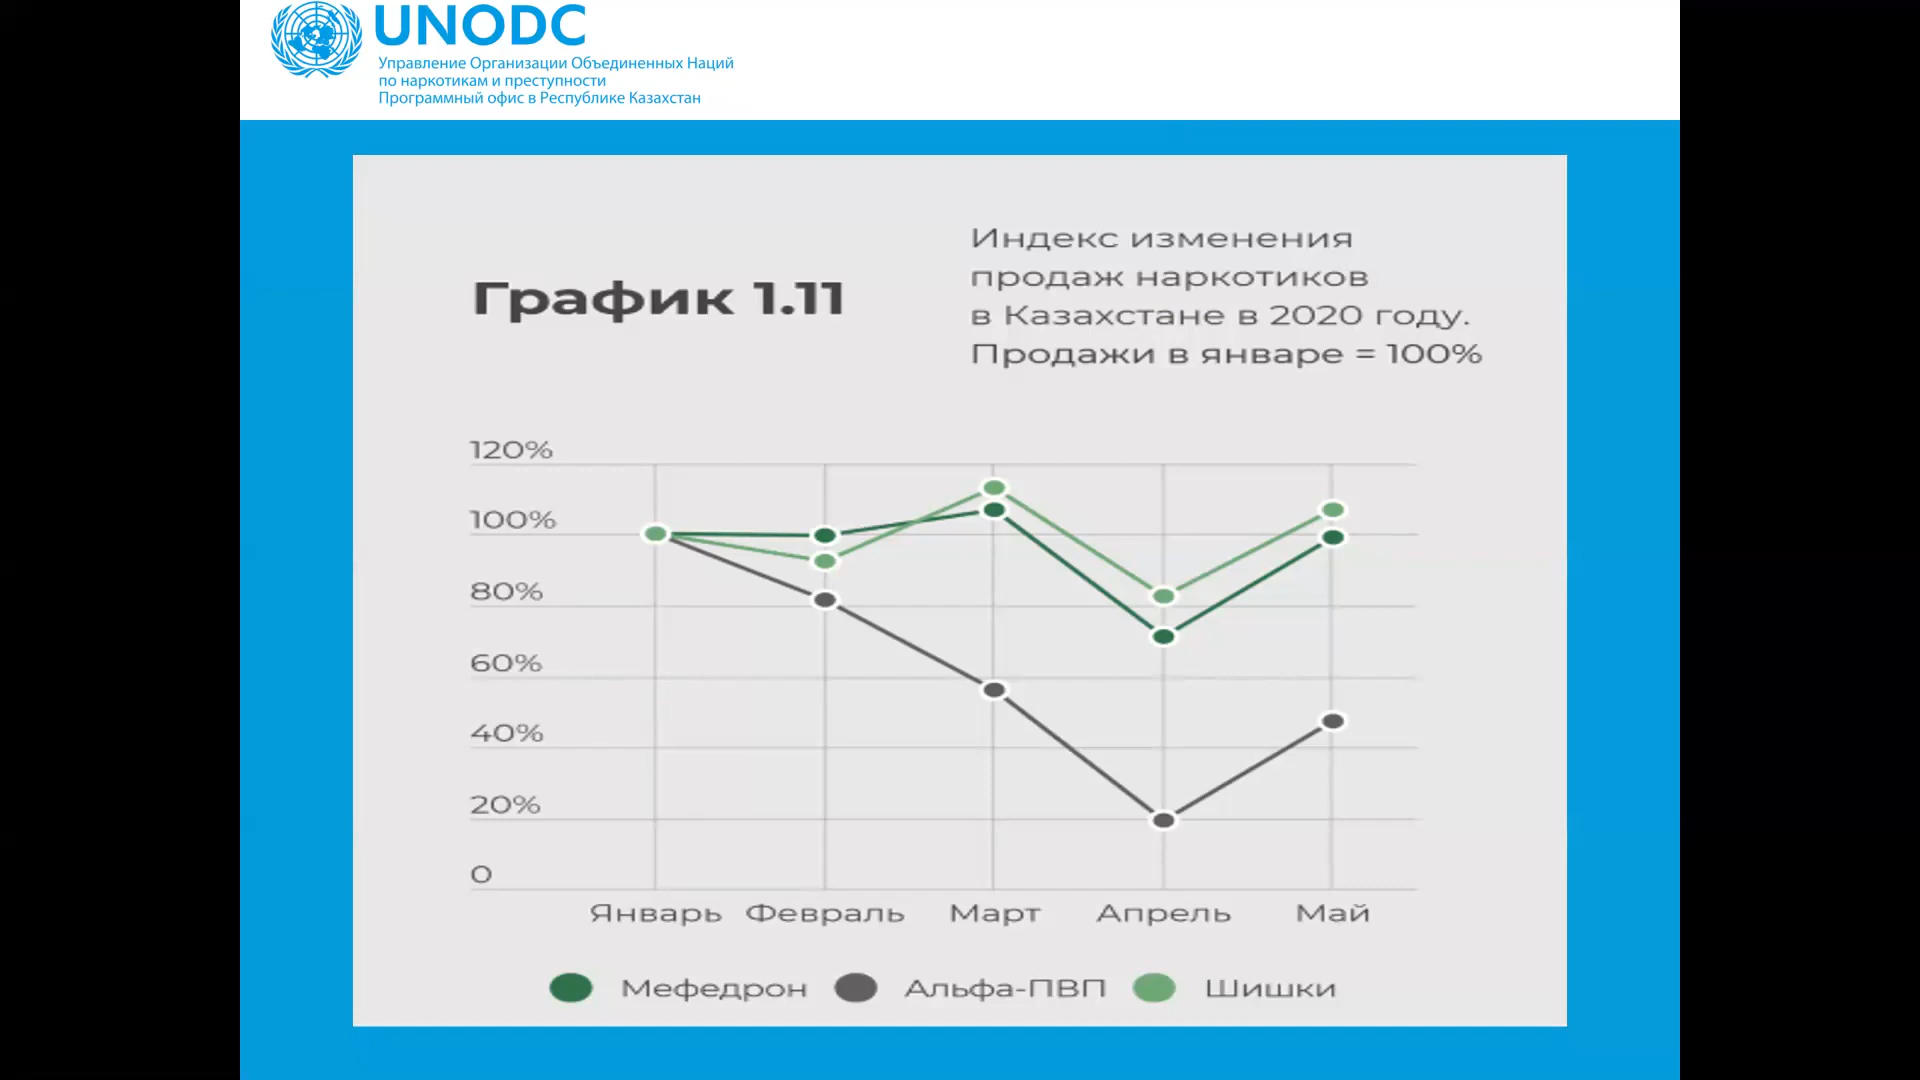 UNODC
Управление Организации Объединенных Наций
по наркотикам и преступности
Программный офис в Республике Казахстан
График 1.11
Индекс изменения
продаж наркотиков
в Казахстане в 2020 году.
Продажи в январе = 100%
120%
100%
80%
60%
40%
20%
0
Январь Февраль Март Апрель Май
Мефедрон Альфа-ПВП Шишки